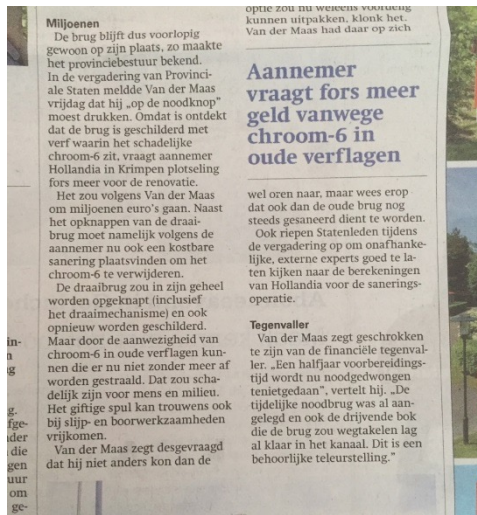 Miljoenen
De brug blijft dus voorlopig
gewoon op zijn plaats, zo maakte
het provinciebestuur bekend.
In de vergadering van Provinci-
ale Staten meldde Van der Maas
vrijdag dat hij „op de noodknop”
moest drukken. Omdat is ontdekt
dat de brug is geschilderd met
verf waarin het schadelijke
chroom-6 zit, vraagt aannemer
Hollandia in Krimpen plotseling
fors meer voor de renovatie.
Het zou volgens Van der Maas
om miljoenen euro's gaan. Naast
het opknappen van de draai-
brug moet namelijk volgens de
aannemer nu ook een kostbare
sanering plaatsvinden om het
chroom-6 te verwijderen.
De draaibrug zou in zijn geheel
worden opgeknapt (inclusief
het draaimechanisme) en ook
opnieuw worden geschilderd.
Maar door de aanwezigheid van
chroom-6 in oude verflagen kun-
nen die er nu niet zonder meer af
worden gestraald. Dat zou scha-
delijk zijn voor mens en milieu.
Het giftige spul kan trouwens ook
bij slijp- en boorwerkzaamheden
vrijkomen.
Van der Maas zegt desgevraagd
dat hij niet anders kon dan de
optie zou nu weleens voordelig
kunnen uitpakken, klonk het.
Van der Maas had daar op zich
Aannemer
vraagt fors meer
geld vanwege
chroom-6 in
oude verflagen
wel oren naar, maar wees erop
dat ook dan de oude brug nog
steeds gesaneerd dient te worden.
Ook riepen Statenleden tijdens
de vergadering op om onafhanke-
lijke, externe experts goed te la-
ten kijken naar de berekeningen
van Hollandia voor de sanerings-
operatie.
Tegenvaller
Van der Maas zegt geschrokken
te zijn van de financiële tegenval-
ler. „Een halfjaar voorbereidings-
tijd wordt nu noodgedwongen
tenietgedaan”, vertelt hij. „De
tijdelijke noodbrug was al aan-
gelegd en ook de drijvende bok
die de brug zou wegtakelen lag
al klaar in het kanaal. Dit is een
behoorlijke teleurstelling.”